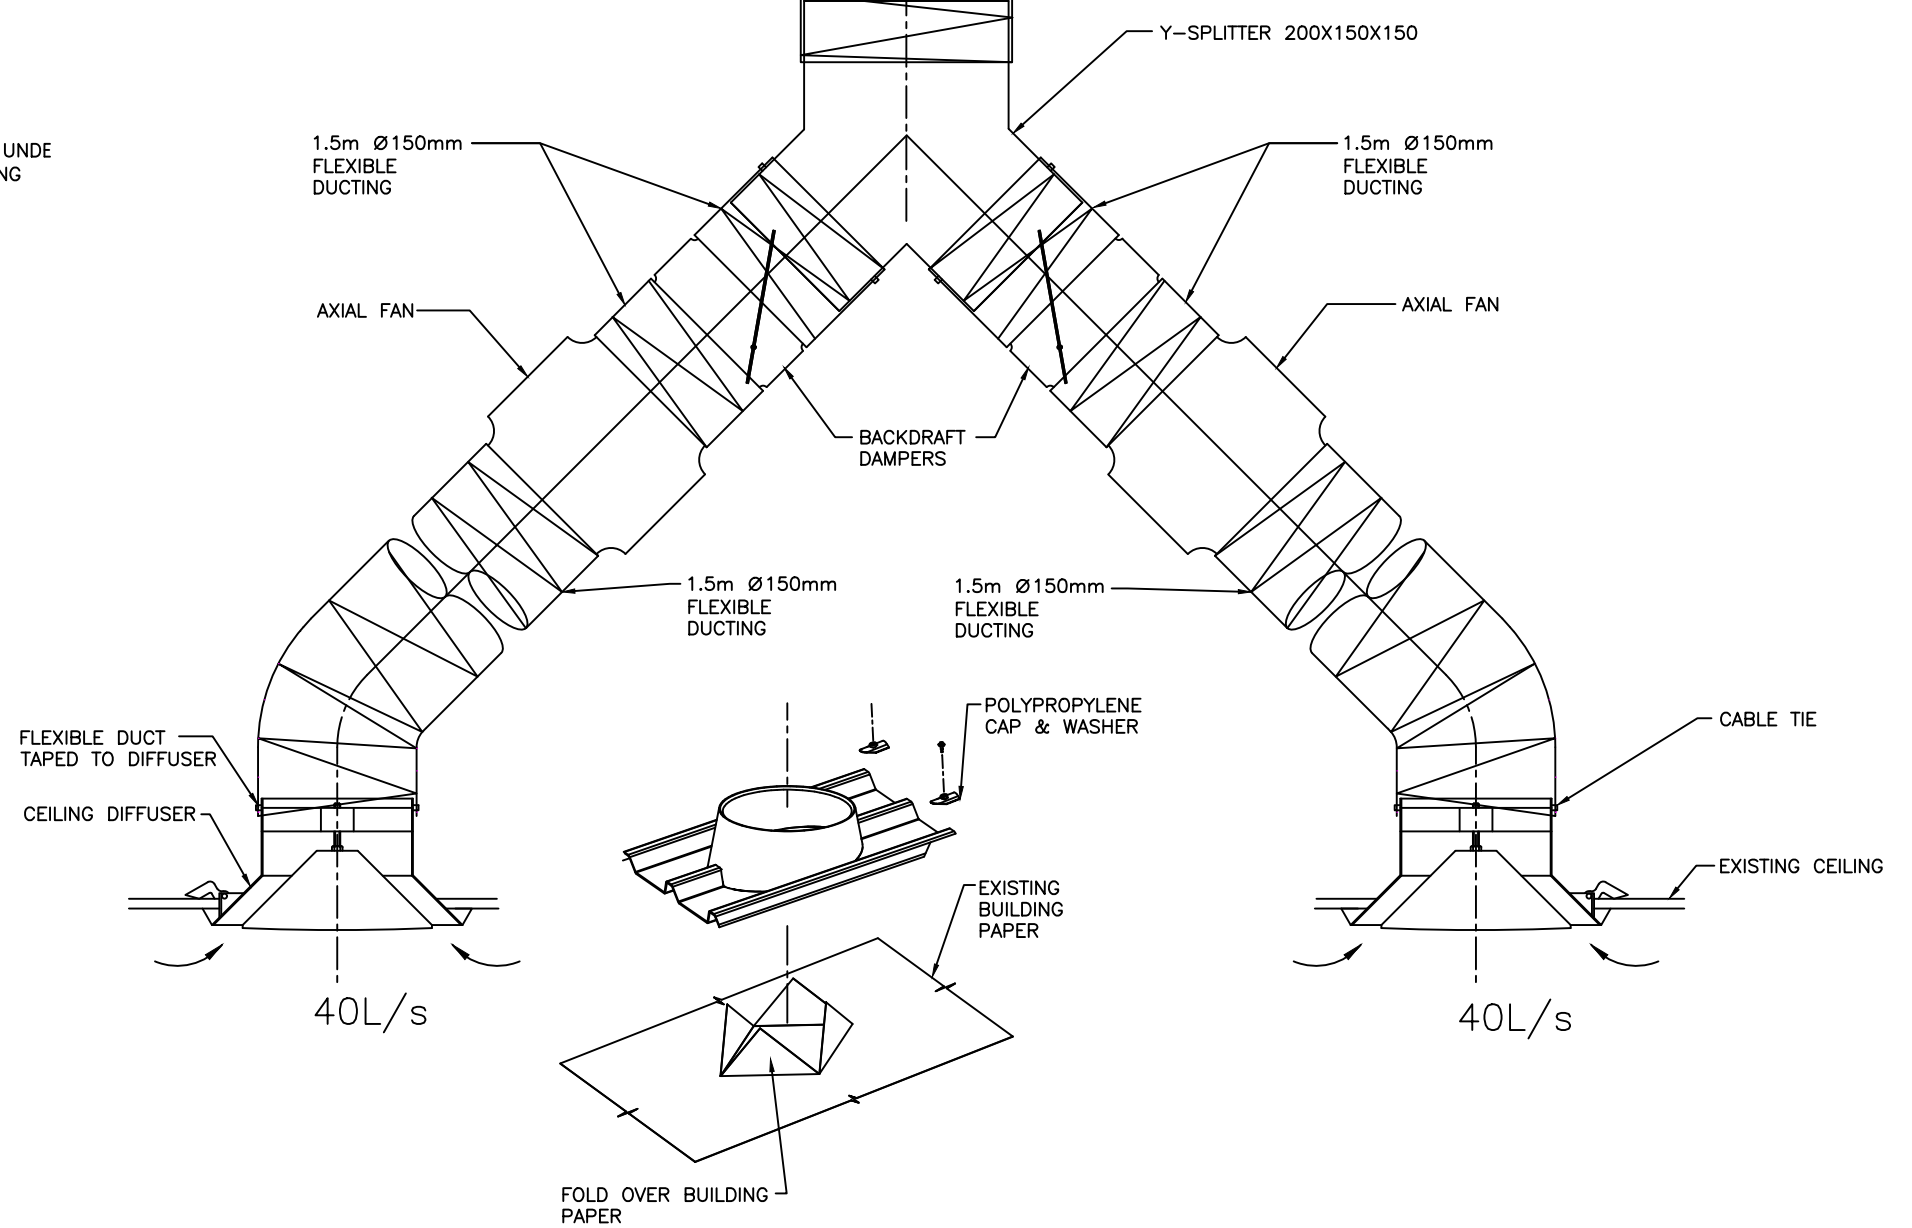 Y-SPLITTER 200X150X150
UNDE
NG
1.5m Ø150mm
FLEXIBLE
DUCTING
1.5m Ø150mm
FLEXIBLE
DUCTING
AXIAL FAN
AXIAL FAN
BACKDRAFT
DAMPERS
1.5m Ø150mm
FLEXIBLE
DUCTING
1.5m Ø150mm
FLEXIBLE
DUCTING
POLYPROPYLENE
CAP & WASHER
FLEXIBLE DUCT
TAPED TO DIFFUSER
CABLE TIE
CEILING DIFFUSER
EXISTING CEILING
EXISTING
BUILDING
PAPER
40L/s
40L/s
FOLD OVER BUILDING
PAPER